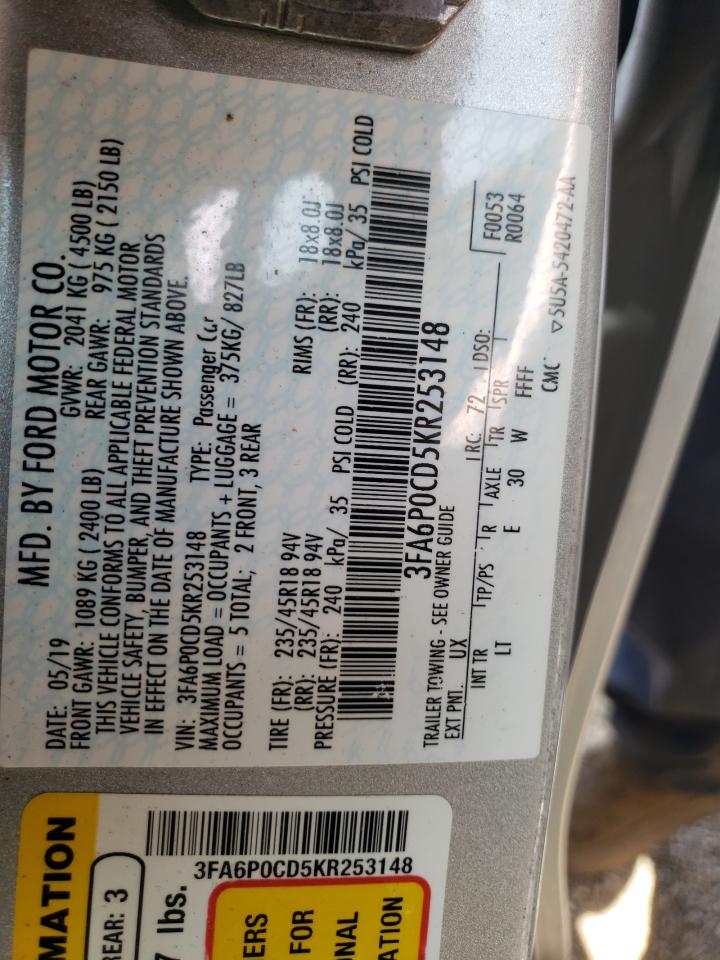 MFD. BY FORD MOTOR CO.
DATE: 05/19 GVWR: 2041 KG ( 4500 LB)
FRONT GAWR: 1089 KG ( 2400 LB) REAR GAWR: 975 KG ( 2150 LB)
THIS VEHICLE CONFORMS TO ALL APPLICABLE FEDERAL MOTOR
VEHICLE SAFETY, BUMPER, AND THEFT PREVENTION STANDARDS
IN EFFECT ON THE DATE OF MANUFACTURE SHOWN ABOVE.
VIN: 3FA6P0CD5KR253148 TYPE: Passenger Car
MAXIMUM LOAD = OCCUPANTS + LUGGAGE = 375KG/ 827LB
OCCUPANTS = 5 TOTAL; 2 FRONT, 3 REAR
TIRE (FR): 235/45R18 94V RIMS (FR): 18x8.0J
(RR): 235/45R18 94V (RR): 18x8.0J
PRESSURE (FR): 240 kPa/ 35 PSI COLD (RR): 240 kPa/ 35 PSI COLD
3FA6P0CD5KR253148
TRAILER TOWING - SEE OWNER GUIDE
EXT PNT: UX RC: 72 DSO: F0053
R0064
INT TR TP/PS R AXLE TR SPR
LT E 30 W FFFF
CMC 5U5A-5420472-AA
3FA6P0CD5KR253148
MATION
REAR: 3
7 lbs.
ERS
FOR
ONAL
ATION